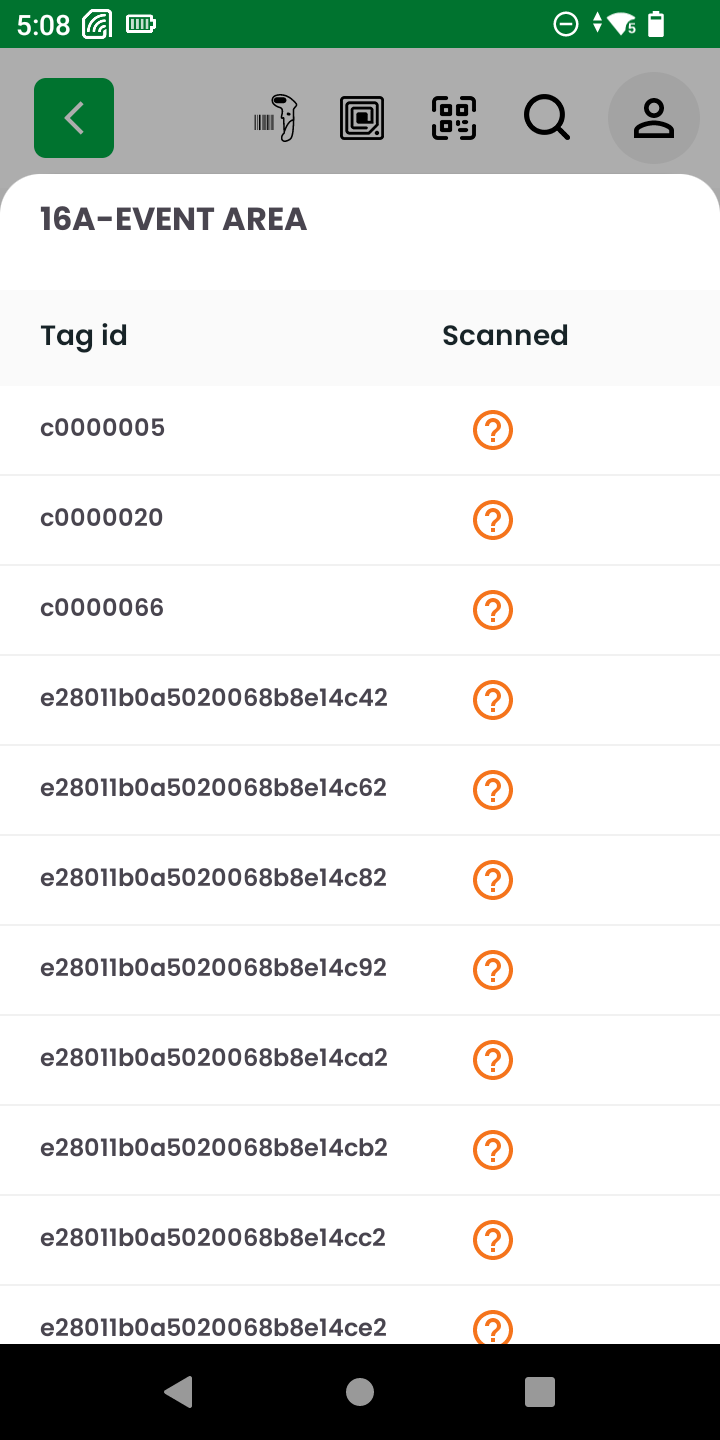 5:08
5
16A-EVENT AREA
Tag id Scanned
c0000005
c0000020
c0000066
e28011b0a5020068b8e14c42
e28011b0a5020068b8e14c62
e28011b0a5020068b8e14c82
e28011b0a5020068b8e14c92
e28011b0a5020068b8e14ca2
e28011b0a5020068b8e14cb2
e28011b0a5020068b8e14cc2
e28011b0a5020068b8e14ce2